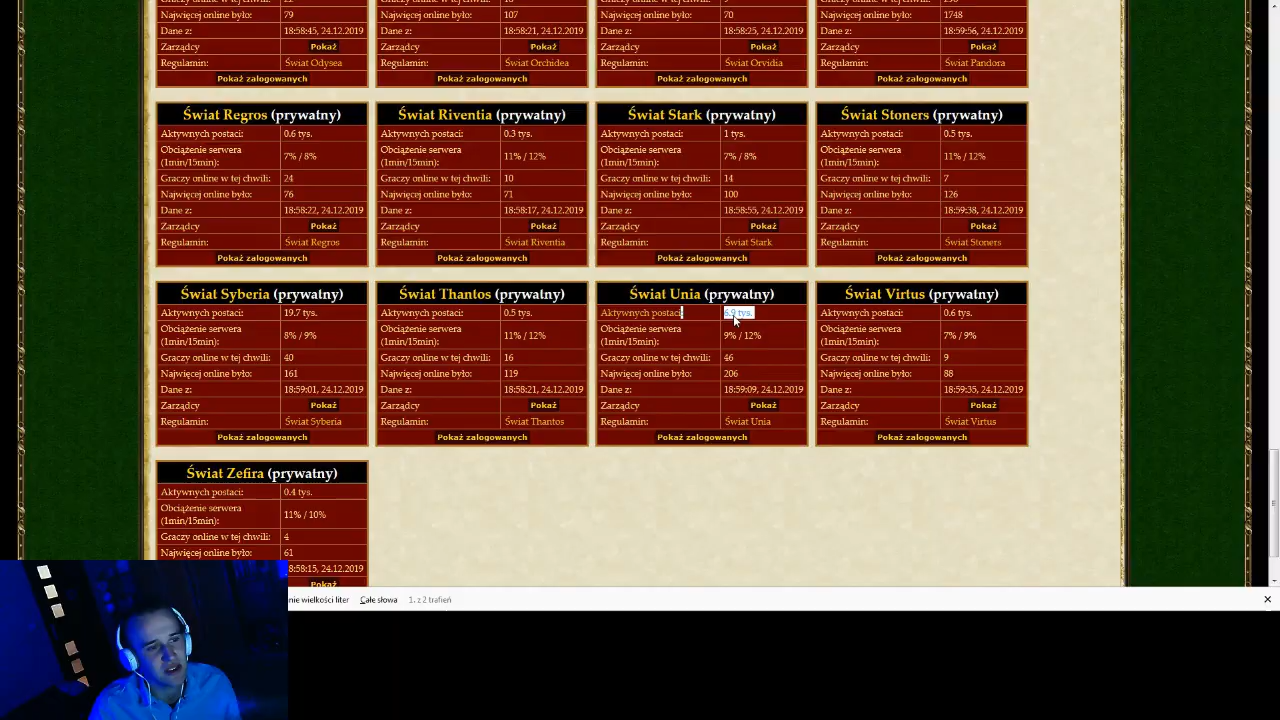 Najwięcej online było: 79
Dane z: 18:58:45, 24.12.2019
Zarządcy Pokaż
Regulamin: Świat Odysea
Pokaż zalogowanych
Najwięcej online było: 107
Dane z: 18:58:21, 24.12.2019
Zarządcy Pokaż
Regulamin: Świat Orchidea
Pokaż zalogowanych
Najwięcej online było: 70
Dane z: 18:58:25, 24.12.2019
Zarządcy Pokaż
Regulamin: Świat Orvidia
Pokaż zalogowanych
Najwięcej online było: 1748
Dane z: 18:59:56, 24.12.2019
Zarządcy Pokaż
Regulamin: Świat Pandora
Pokaż zalogowanych
Świat Regros (prywatny)
Aktywnych postaci: 0.6 tys.
Obciążenie serwera
(1min/15min): 7% / 8%
Graczy online w tej chwili: 24
Najwięcej online było: 76
Dane z: 18:58:22, 24.12.2019
Zarządcy Pokaż
Regulamin: Świat Regros
Pokaż zalogowanych
Świat Riventia (prywatny)
Aktywnych postaci: 0.3 tys.
Obciążenie serwera
(1min/15min): 11% / 12%
Graczy online w tej chwili: 10
Najwięcej online było: 71
Dane z: 18:58:17, 24.12.2019
Zarządcy Pokaż
Regulamin: Świat Riventia
Pokaż zalogowanych
Świat Stark (prywatny)
Aktywnych postaci: 1 tys.
Obciążenie serwera
(1min/15min): 7% / 8%
Graczy online w tej chwili: 14
Najwięcej online było: 100
Dane z: 18:58:55, 24.12.2019
Zarządcy Pokaż
Regulamin: Świat Stark
Pokaż zalogowanych
Świat Stoners (prywatny)
Aktywnych postaci: 0.5 tys.
Obciążenie serwera
(1min/15min): 11% / 12%
Graczy online w tej chwili: 7
Najwięcej online było: 126
Dane z: 18:59:38, 24.12.2019
Zarządcy Pokaż
Regulamin: Świat Stoners
Pokaż zalogowanych
Świat Syberia (prywatny)
Aktywnych postaci: 19.7 tys.
Obciążenie serwera
(1min/15min): 8% / 9%
Graczy online w tej chwili: 40
Najwięcej online było: 161
Dane z: 18:59:01, 24.12.2019
Zarządcy Pokaż
Regulamin: Świat Syberia
Pokaż zalogowanych
Świat Thantos (prywatny)
Aktywnych postaci: 0.5 tys.
Obciążenie serwera
(1min/15min): 11% / 12%
Graczy online w tej chwili: 16
Najwięcej online było: 119
Dane z: 18:58:21, 24.12.2019
Zarządcy Pokaż
Regulamin: Świat Thantos
Pokaż zalogowanych
Świat Unia (prywatny)
Aktywnych postaci: 6.9 tys.
Obciążenie serwera
(1min/15min): 9% / 12%
Graczy online w tej chwili: 46
Najwięcej online było: 206
Dane z: 18:59:09, 24.12.2019
Zarządcy Pokaż
Regulamin: Świat Unia
Pokaż zalogowanych
Świat Virtus (prywatny)
Aktywnych postaci: 0.6 tys.
Obciążenie serwera
(1min/15min): 7% / 9%
Graczy online w tej chwili: 9
Najwięcej online było: 88
Dane z: 18:59:35, 24.12.2019
Zarządcy Pokaż
Regulamin: Świat Virtus
Pokaż zalogowanych
Świat Zefira (prywatny)
Aktywnych postaci: 0.4 tys.
Obciążenie serwera
(1min/15min): 11% / 10%
Graczy online w tej chwili: 4
Najwięcej online było: 61
8:58:15, 24.12.2019
Pokaż
nie wielkości liter Całe słowa 1. z 2 trafień